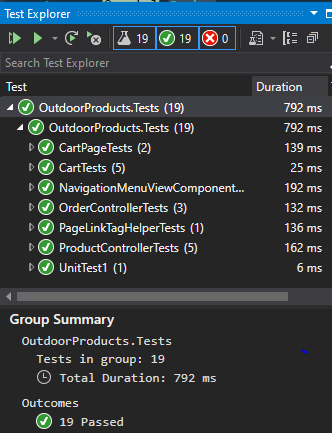 Test Explorer
19 19 0
Search Test Explorer
Test Duration
OutdoorProducts.Tests (19) 792 ms
OutdoorProducts.Tests (19) 792 ms
CartPageTests (2) 139 ms
CartTests (5) 25 ms
NavigationMenuViewComponent... 192 ms
OrderControllerTests (3) 132 ms
PageLinkTagHelperTests (1) 136 ms
ProductControllerTests (5) 162 ms
UnitTest1 (1) 6 ms
Group Summary
OutdoorProducts.Tests
Tests in group: 19
Total Duration: 792 ms
Outcomes
19 Passed